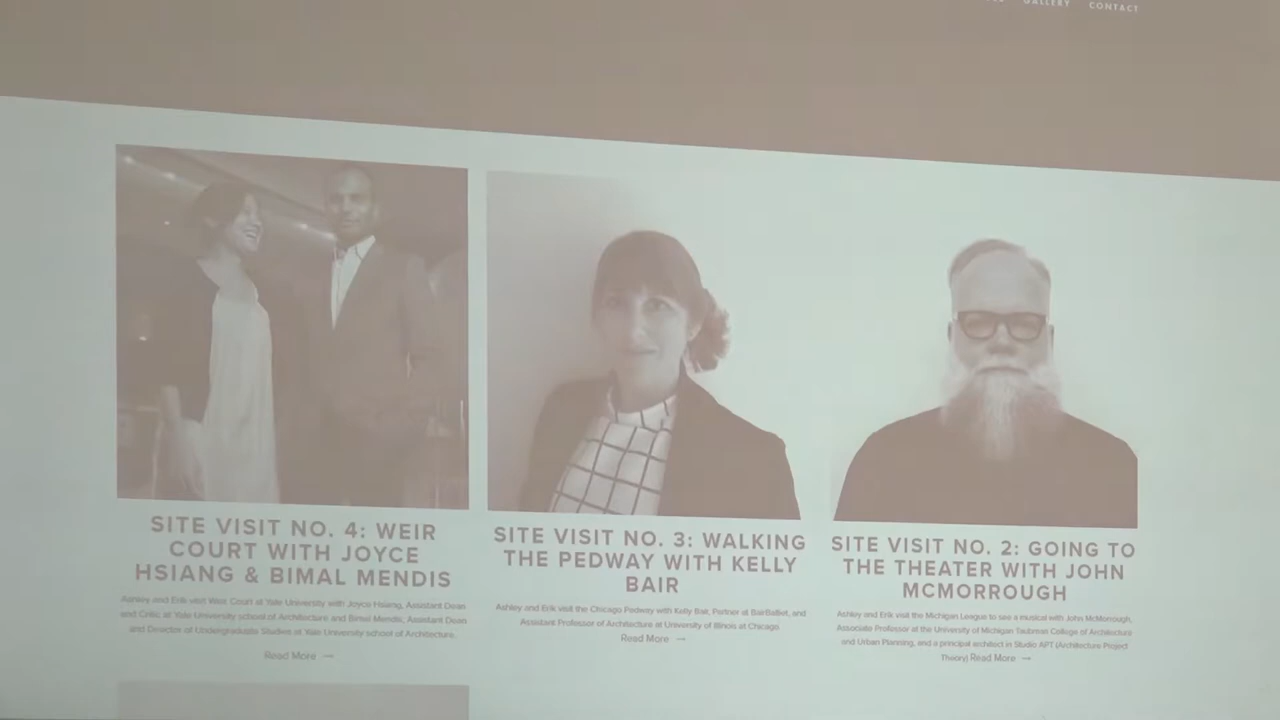 GALLERY CONTACT
SITE VISIT NO. 4: WEIR
COURT WITH JOYCE
HSIANG & BIMAL MENDIS
Ashley and Erik visit Weir Court at Yale University with Joyce Hsiang, Assistant Dean
and Critic at Yale University school of Architecture and Bimal Mendis, Assistant Dean
and Director of Undergraduate Studies at Yale University school of Architecture.
Read More →
SITE VISIT NO. 3: WALKING
THE PEDWAY WITH KELLY
BAIR
Ashley and Erik visit the Chicago Pedway with Kelly Bair, Partner at BairBalliet, and
Assistant Professor of Architecture at University of Illinois at Chicago
Read More →
SITE VISIT NO. 2: GOING TO
THE THEATER WITH JOHN
MCMORROUGH
Ashley and Erik visit the Michigan League to see a musical with John McMorrough,
Associate Professor at the University of Michigan Taubman College of Architecture
and Urban Planning, and a principal architect in Studio APT (Architecture Project
Theory) Read More →